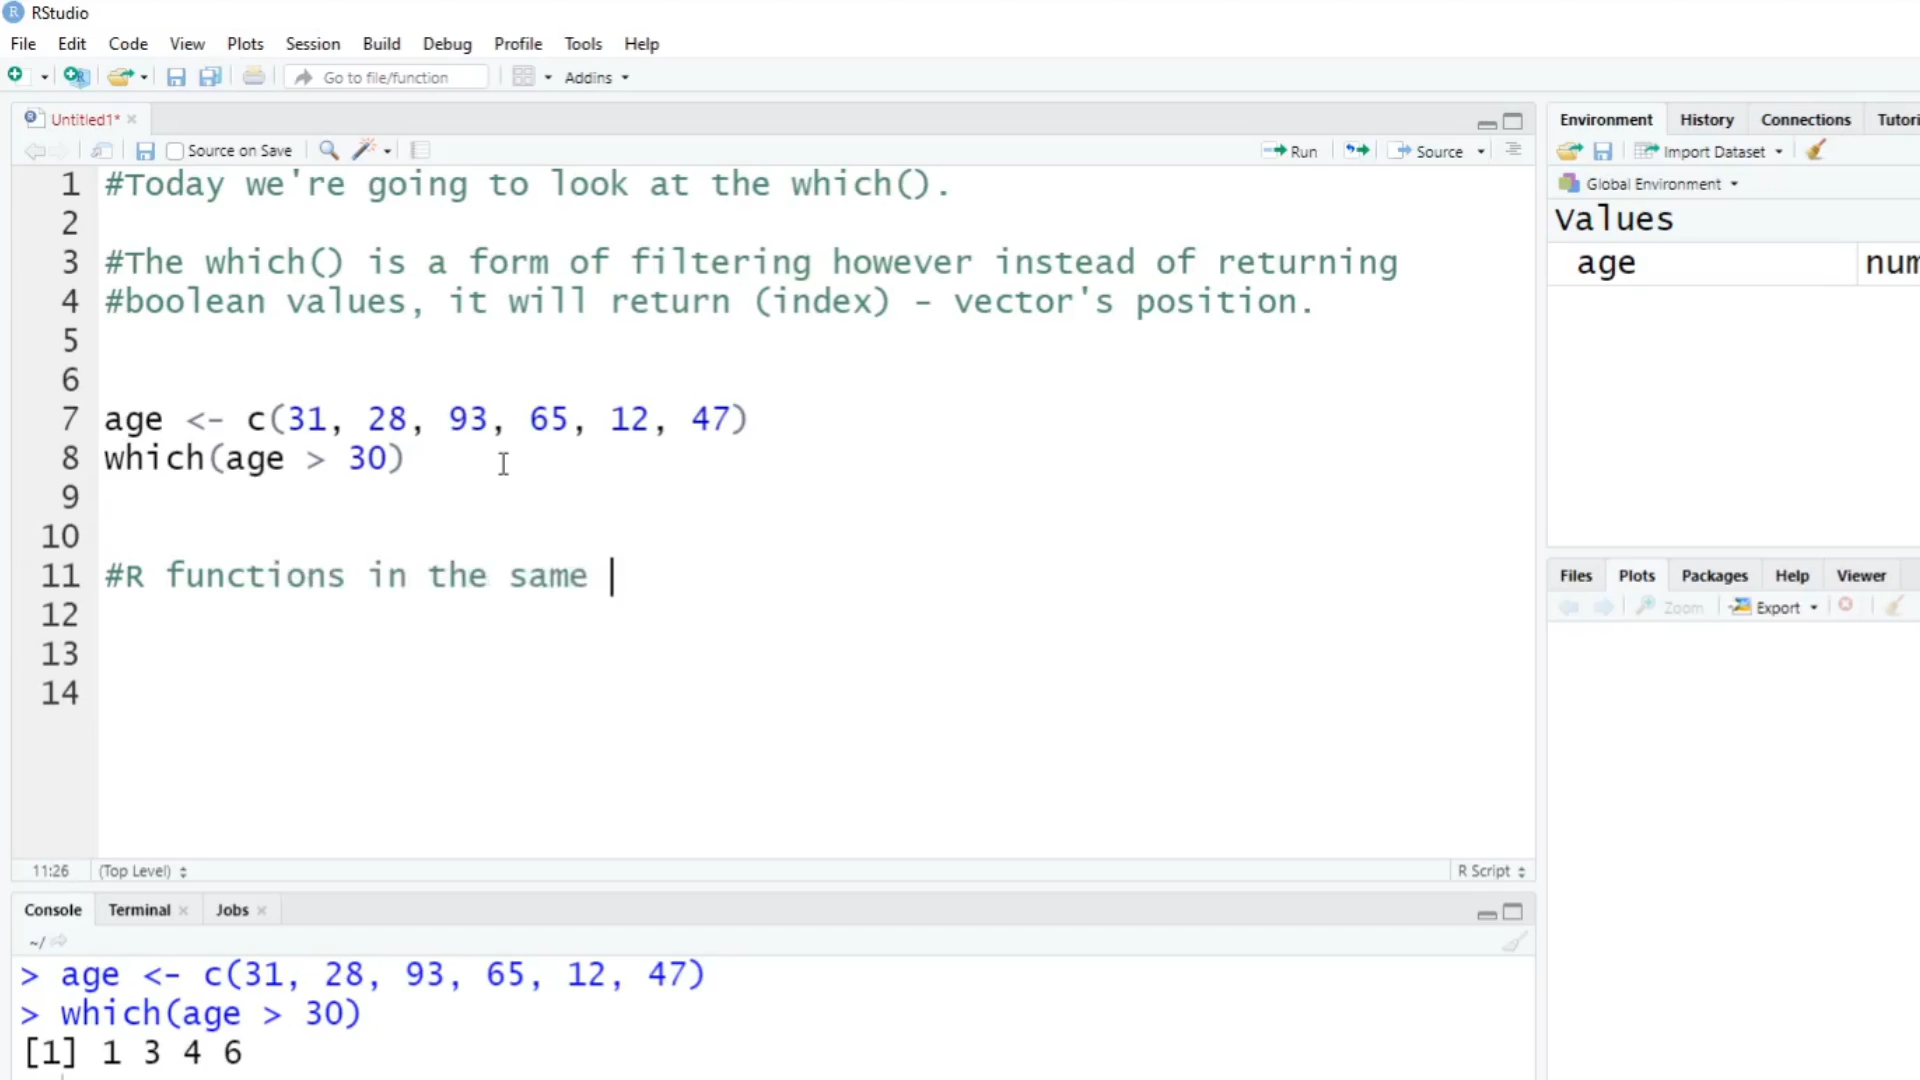 RStudio
File Edit Code View Plots Session Build Debug Profile Tools Help
Go to file/function Addins
Untitled1*
Source on Save Run Source
1 #Today we're going to look at the which().
2
3 #The which() is a form of filtering however instead of returning
4 #boolean values, it will return (index) - vector's position.
5
6
7 age <- c(31, 28, 93, 65, 12, 47)
8 which(age > 30)
9
10
11 #R functions in the same
12
13
14
11:26 (Top Level) R Script
Console Terminal Jobs
~/
> age <- c(31, 28, 93, 65, 12, 47)
> which(age > 30)
[1] 1 3 4 6
Environment History Connections Tutori
Import Dataset
Global Environment
Values
age num
Files Plots Packages Help Viewer
Zoom Export